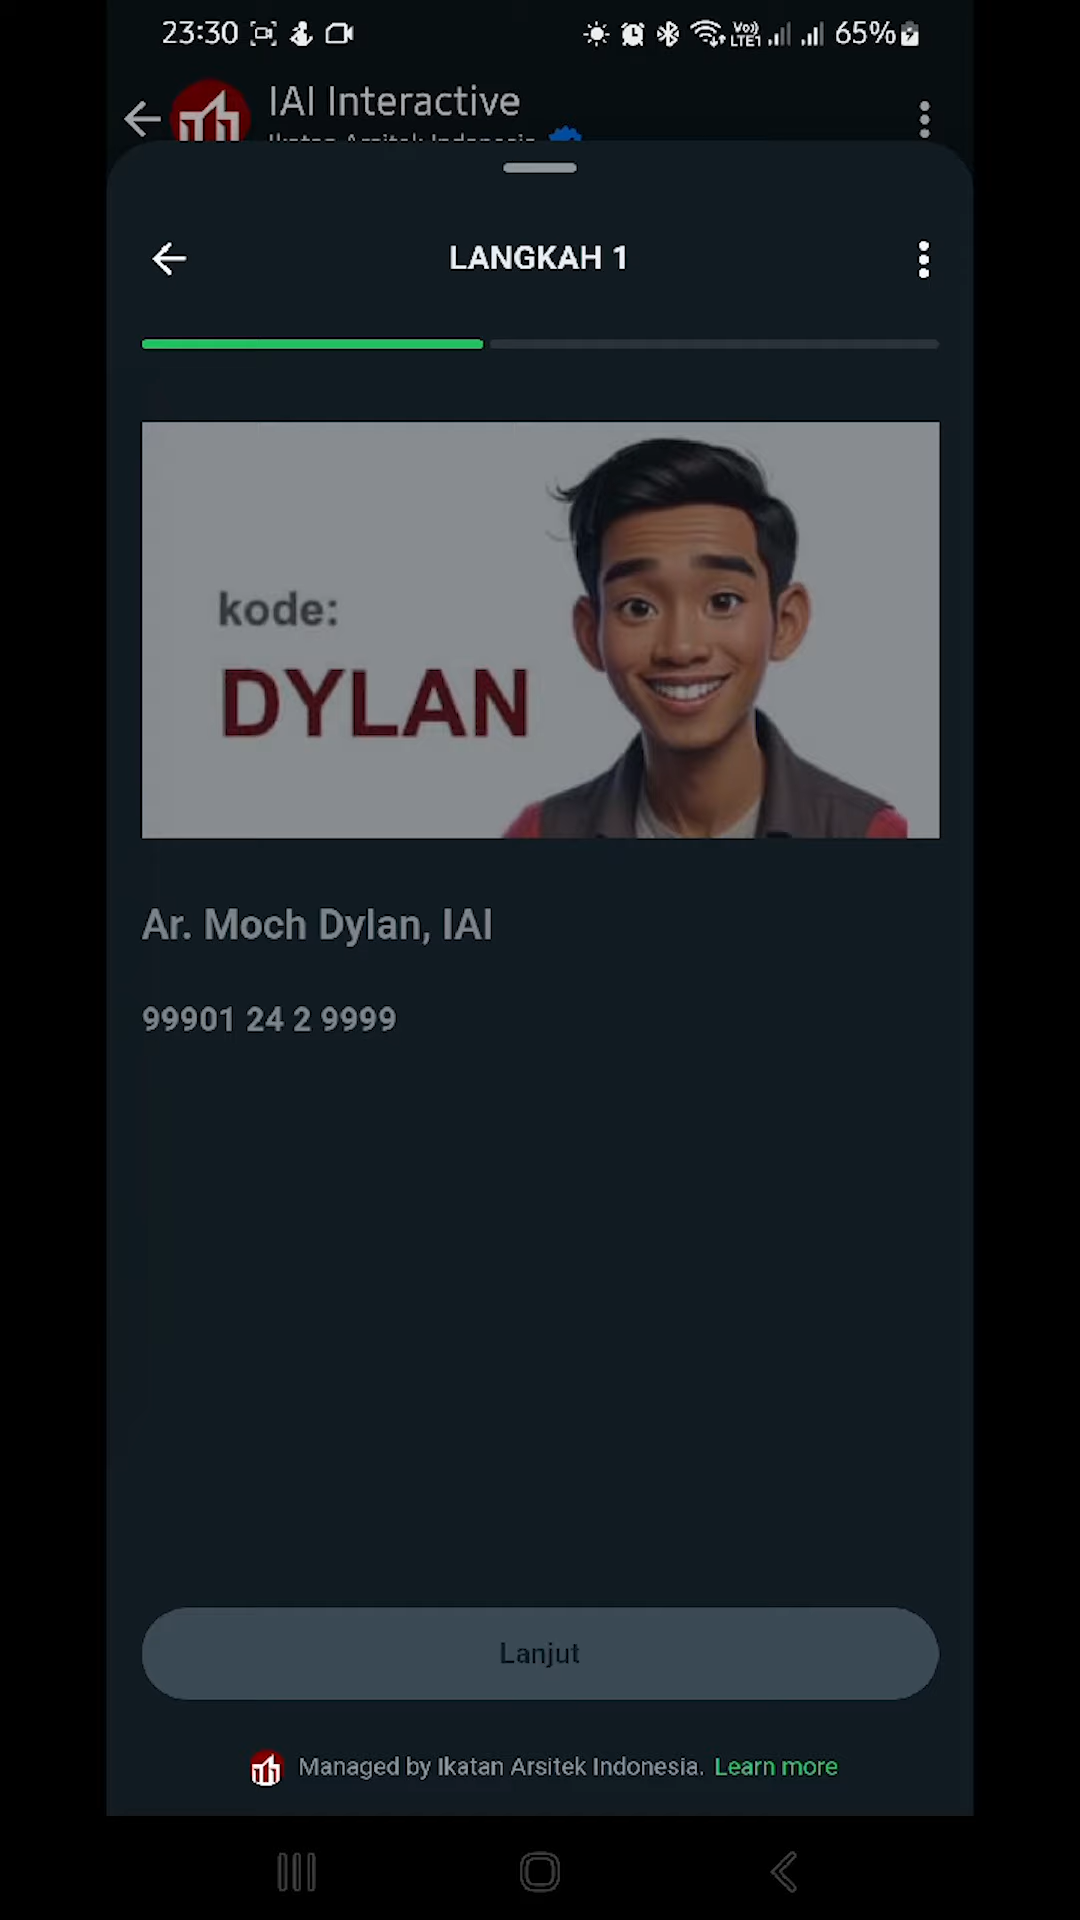 23:30 65%
IAI Interactive
LANGKAH 1
kode:
DYLAN
Ar. Moch Dylan, IAI
99901 24 2 9999
Lanjut
Managed by Ikatan Arsitek Indonesia. Learn more